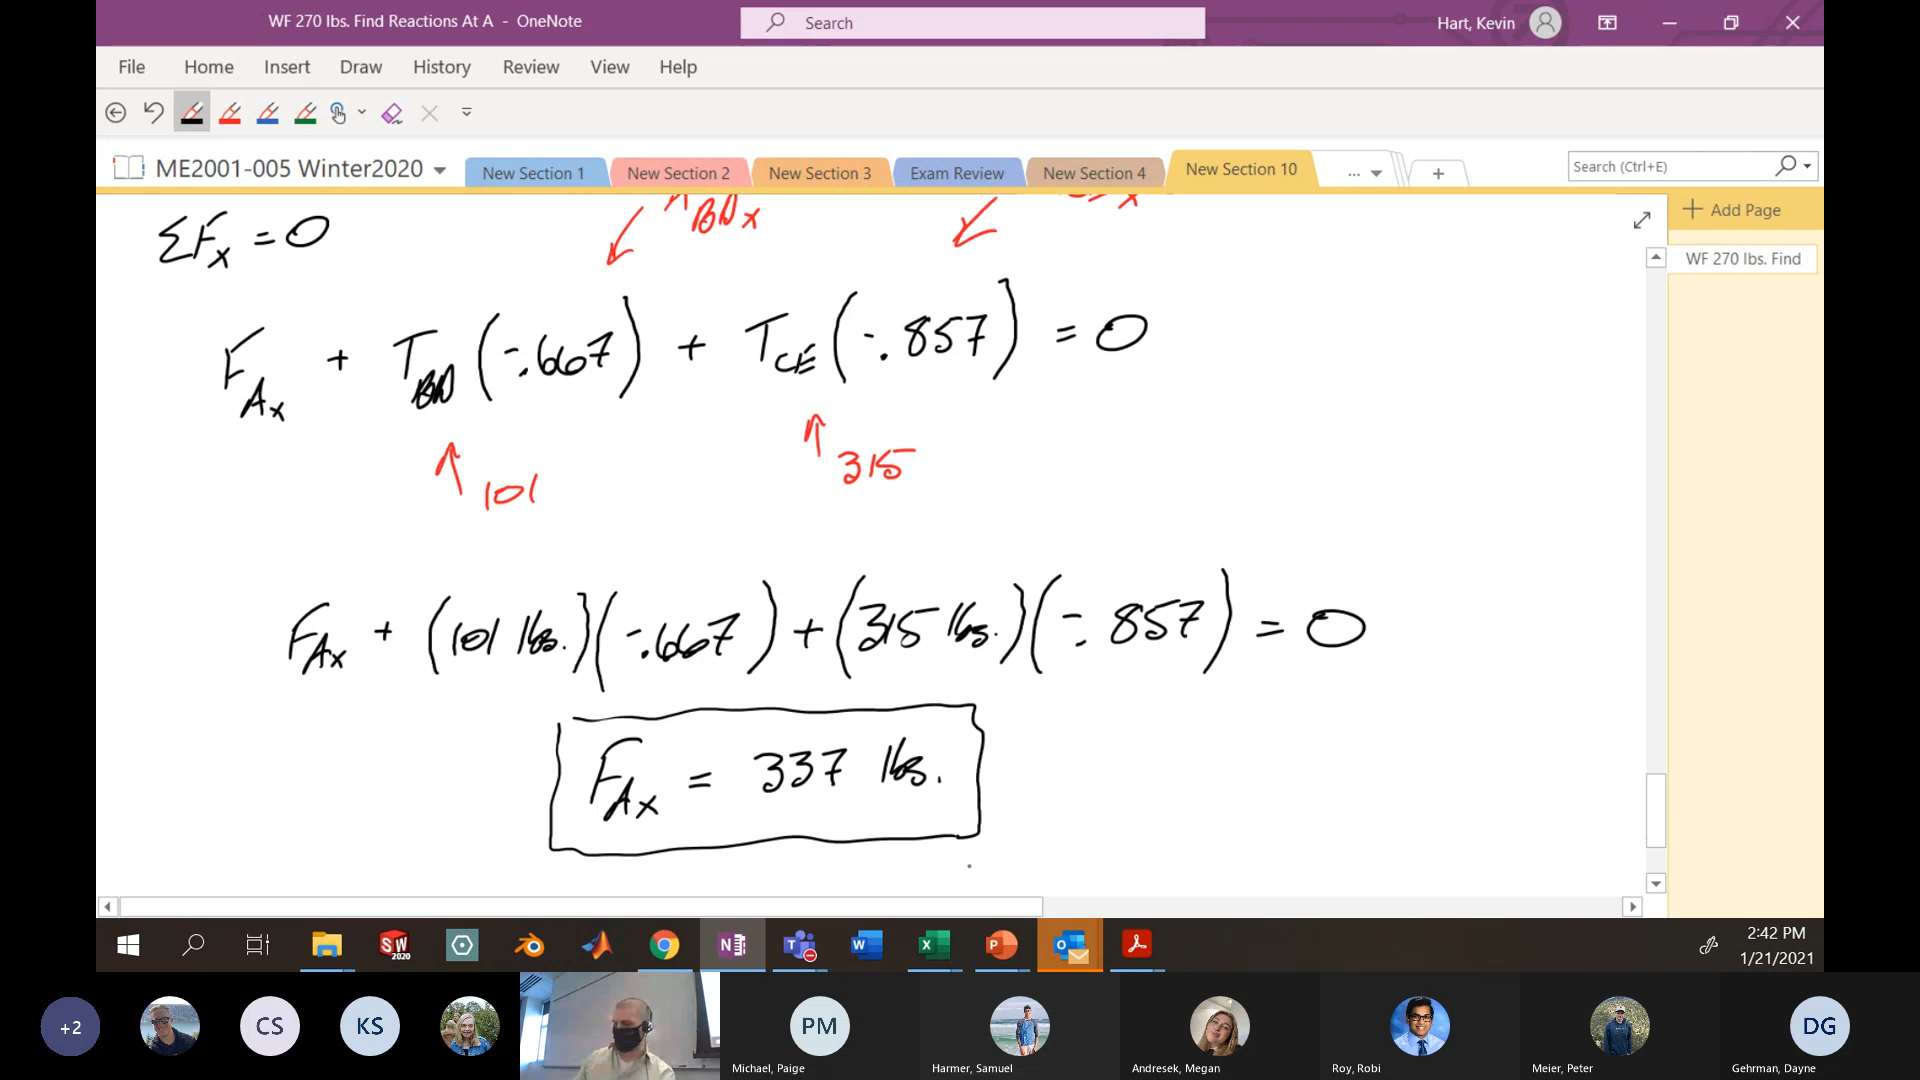 WF 270 lbs. Find Reactions At A - OneNote
Search
Hart, Kevin
File Home Insert Draw History Review View Help
ME2001-005 Winter2020
New Section 1
New Section 2
New Section 3
Exam Review
New Section 4
New Section 10
...
+
Search (Ctrl+E)
+ Add Page
WF 270 lbs. Find
BDx
ΣFx = 0
FAx + TBD (-.667) + TCE (-.857) = 0
101
315
FAx + (101 lbs.)(-.667) + (315 lbs.)(-.857) = 0
FAx = 337 lbs.
SW
2020
2:42 PM
1/21/2021
+2
CS
KS
PM
DG
Michael, Paige
Harmer, Samuel
Andresek, Megan
Roy, Robi
Meier, Peter
Gehrman, Dayne